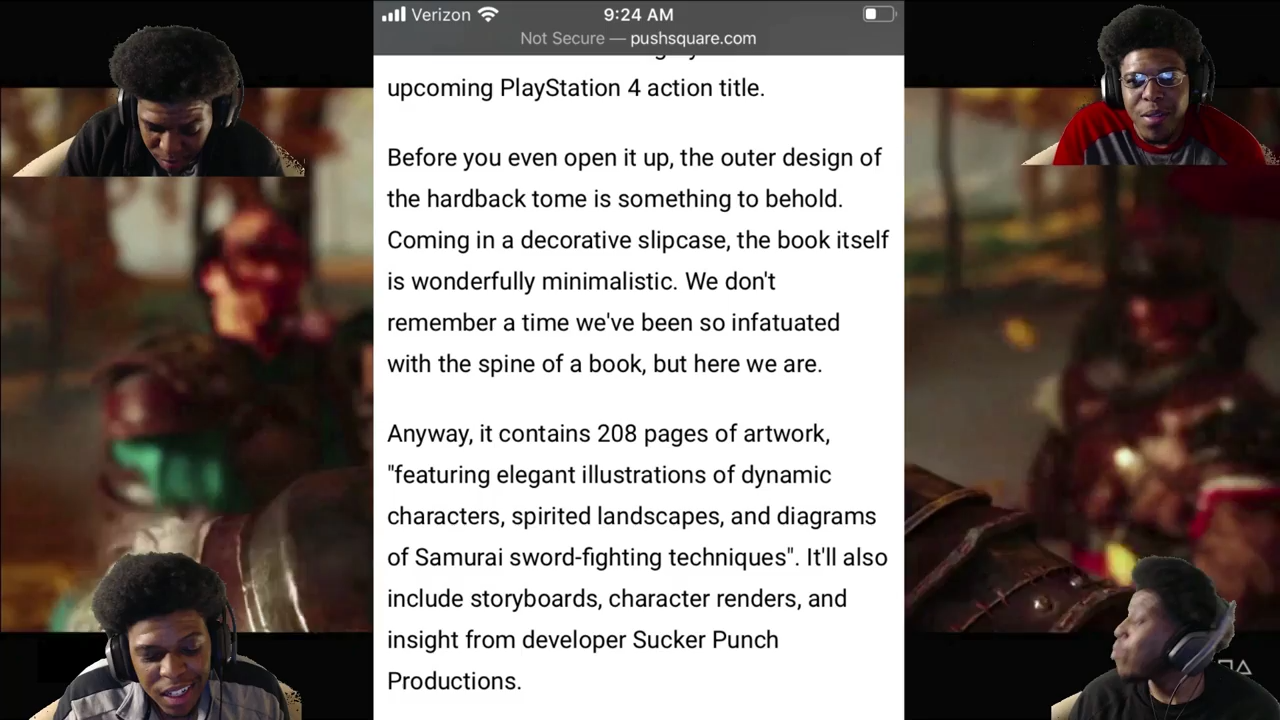 Verizon 9:24 AM
Not Secure — pushsquare.com
upcoming PlayStation 4 action title.
Before you even open it up, the outer design of
the hardback tome is something to behold.
Coming in a decorative slipcase, the book itself
is wonderfully minimalistic. We don't
remember a time we've been so infatuated
with the spine of a book, but here we are.
Anyway, it contains 208 pages of artwork,
"featuring elegant illustrations of dynamic
characters, spirited landscapes, and diagrams
of Samurai sword-fighting techniques". It'll also
include storyboards, character renders, and
insight from developer Sucker Punch
Productions.